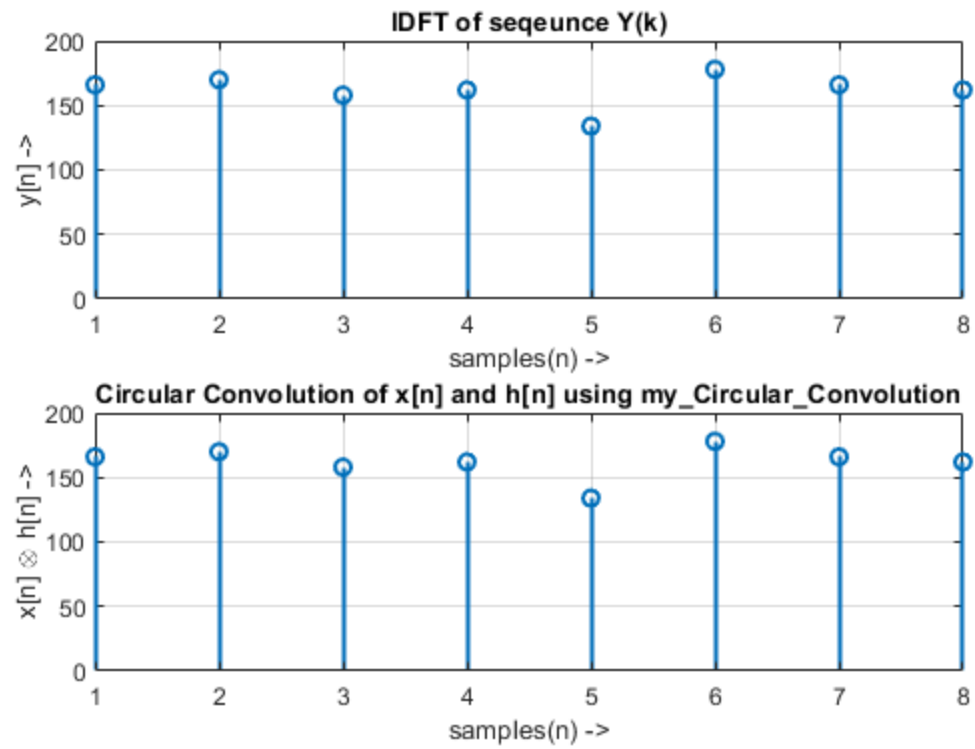 IDFT of seqeunce Y(k)
200
150
100
50
0
y[n] ->
1 2 3 4 5 6 7 8
samples(n) ->
Circular Convolution of x[n] and h[n] using my_Circular_Convolution
200
150
100
50
0
x[n] ⊗ h[n] ->
1 2 3 4 5 6 7 8
samples(n) ->